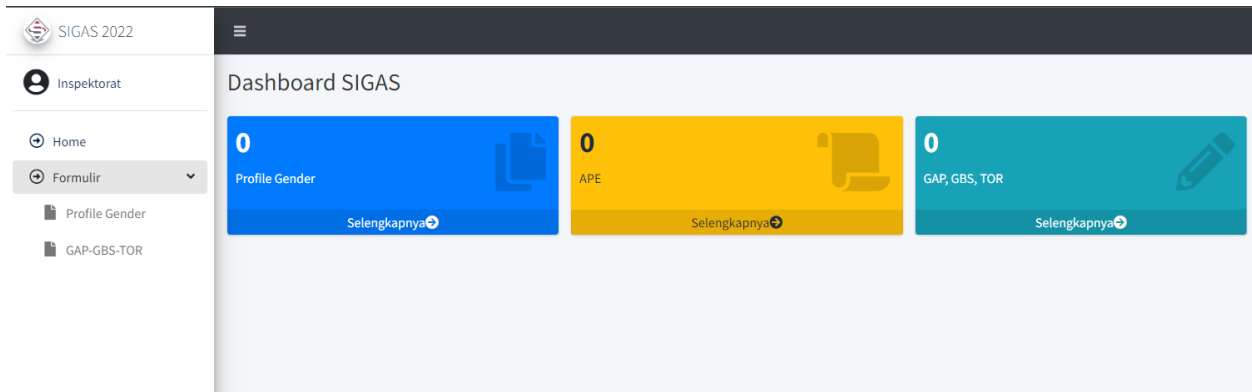 SIGAS 2022
Inspektorat
Home
Formulir
Profile Gender
GAP-GBS-TOR
Dashboard SIGAS
0
Profile Gender
Selengkapnya
0
APE
Selengkapnya
0
GAP, GBS, TOR
Selengkapnya